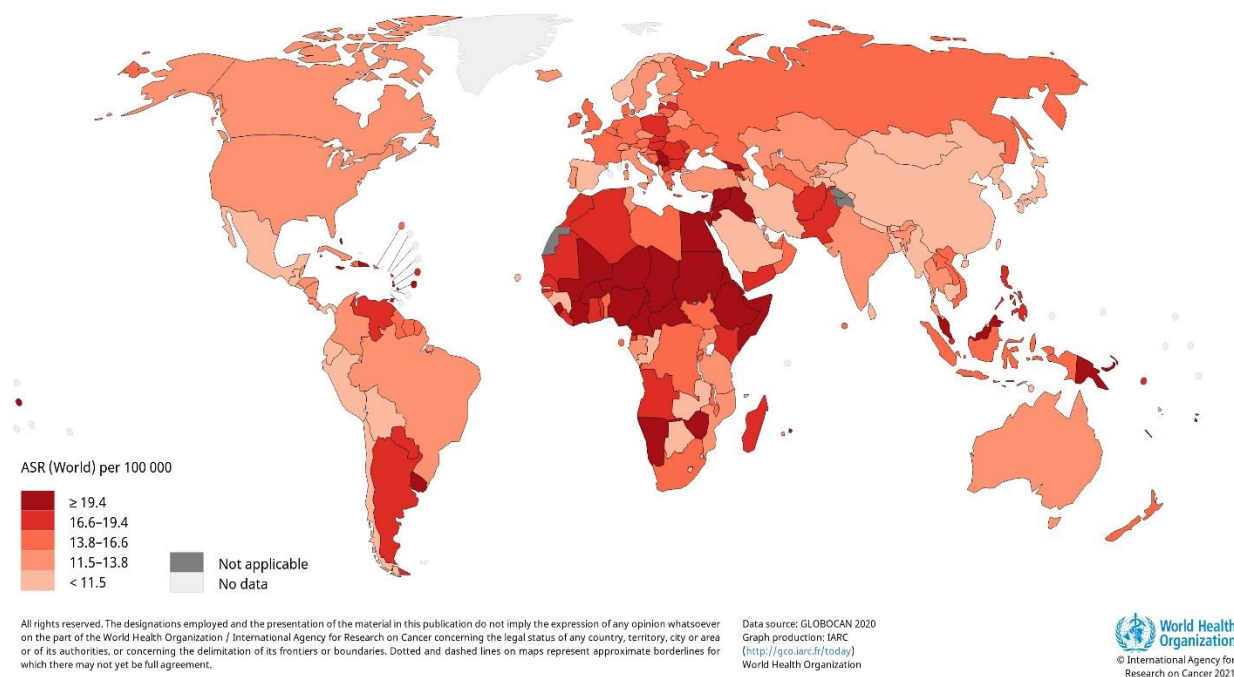 ASR (World) per 100 000
≥ 19.4
16.6–19.4
13.8–16.6
11.5–13.8
< 11.5
Not applicable
No data
All rights reserved. The designations employed and the presentation of the material in this publication do not imply the expression of any opinion whatsoever
on the part of the World Health Organization / International Agency for Research on Cancer concerning the legal status of any country, territory, city or area
or of its authorities, or concerning the delimitation of its frontiers or boundaries. Dotted and dashed lines on maps represent approximate borderlines for
which there may not yet be full agreement.
Data source: GLOBOCAN 2020
Graph production: IARC
(http://gco.iarc.fr/today)
World Health Organization
World Health
Organization
© International Agency for
Research on Cancer 2021